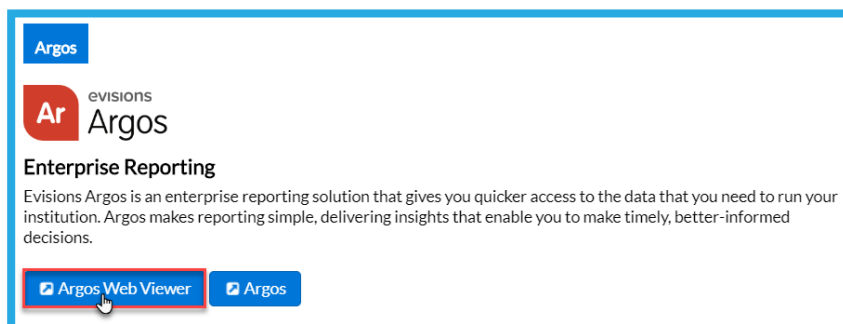 Argos
Ar
evisions
Argos
Enterprise Reporting
Evisions Argos is an enterprise reporting solution that gives you quicker access to the data that you need to run your
institution. Argos makes reporting simple, delivering insights that enable you to make timely, better-informed
decisions.
Argos Web Viewer Argos